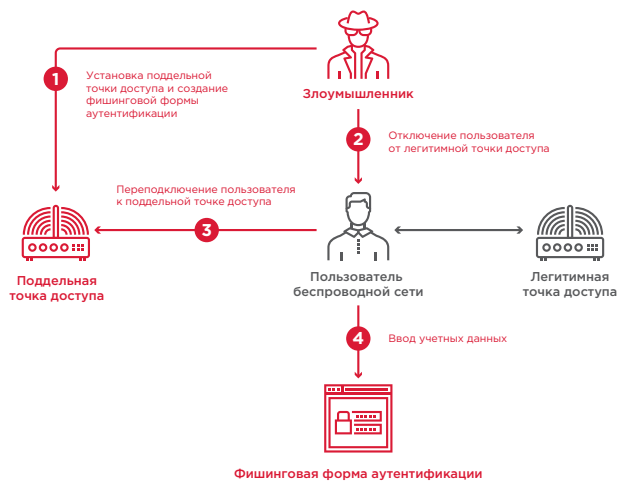 1
Установка поддельной
точки доступа и создание
фишинговой формы
аутентификации
Злоумышленник
2
Отключение пользователя
от легитимной точки доступа
Переподключение пользователя
к поддельной точке доступа
3
Поддельная
точка доступа
Пользователь
беспроводной сети
Легитимная
точка доступа
4
Ввод учетных данных
Фишинговая форма аутентификации